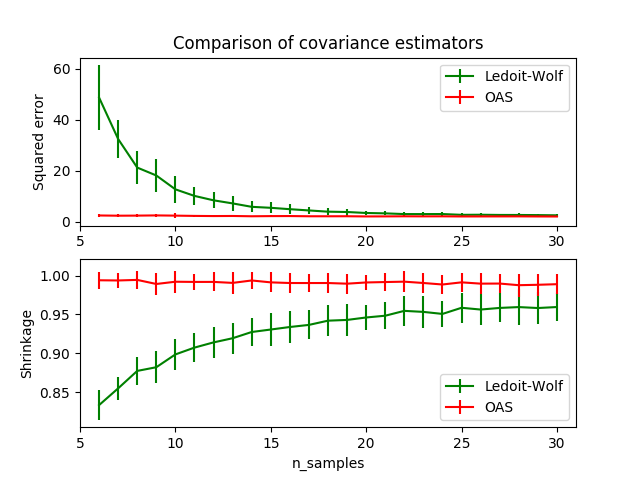 Comparison of covariance estimators
Squared error
60
40
20
0
Ledoit-Wolf
OAS
5 10 15 20 25 30
Shrinkage
1.00
0.95
0.90
0.85
Ledoit-Wolf
OAS
5 10 15 20 25 30
n_samples